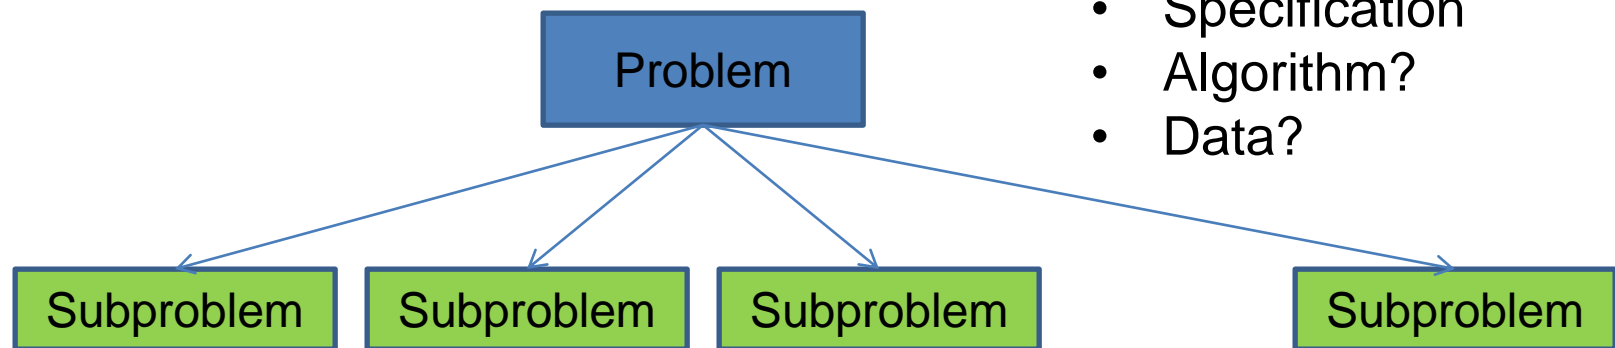 Specification
Problem
Algorithm?
Data?
Subproblem
Subproblem
Subproblem
Subproblem